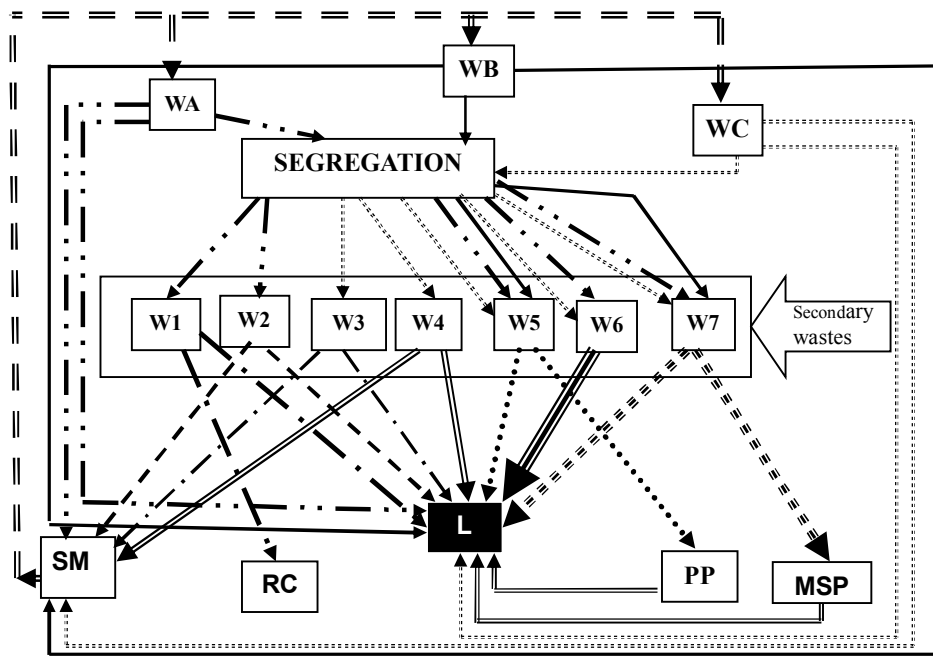 WB
WA
WC
SEGREGATION
W1
W2
W3
W4
W5
W6
W7
Secondary
wastes
L
SM
RC
PP
MSP